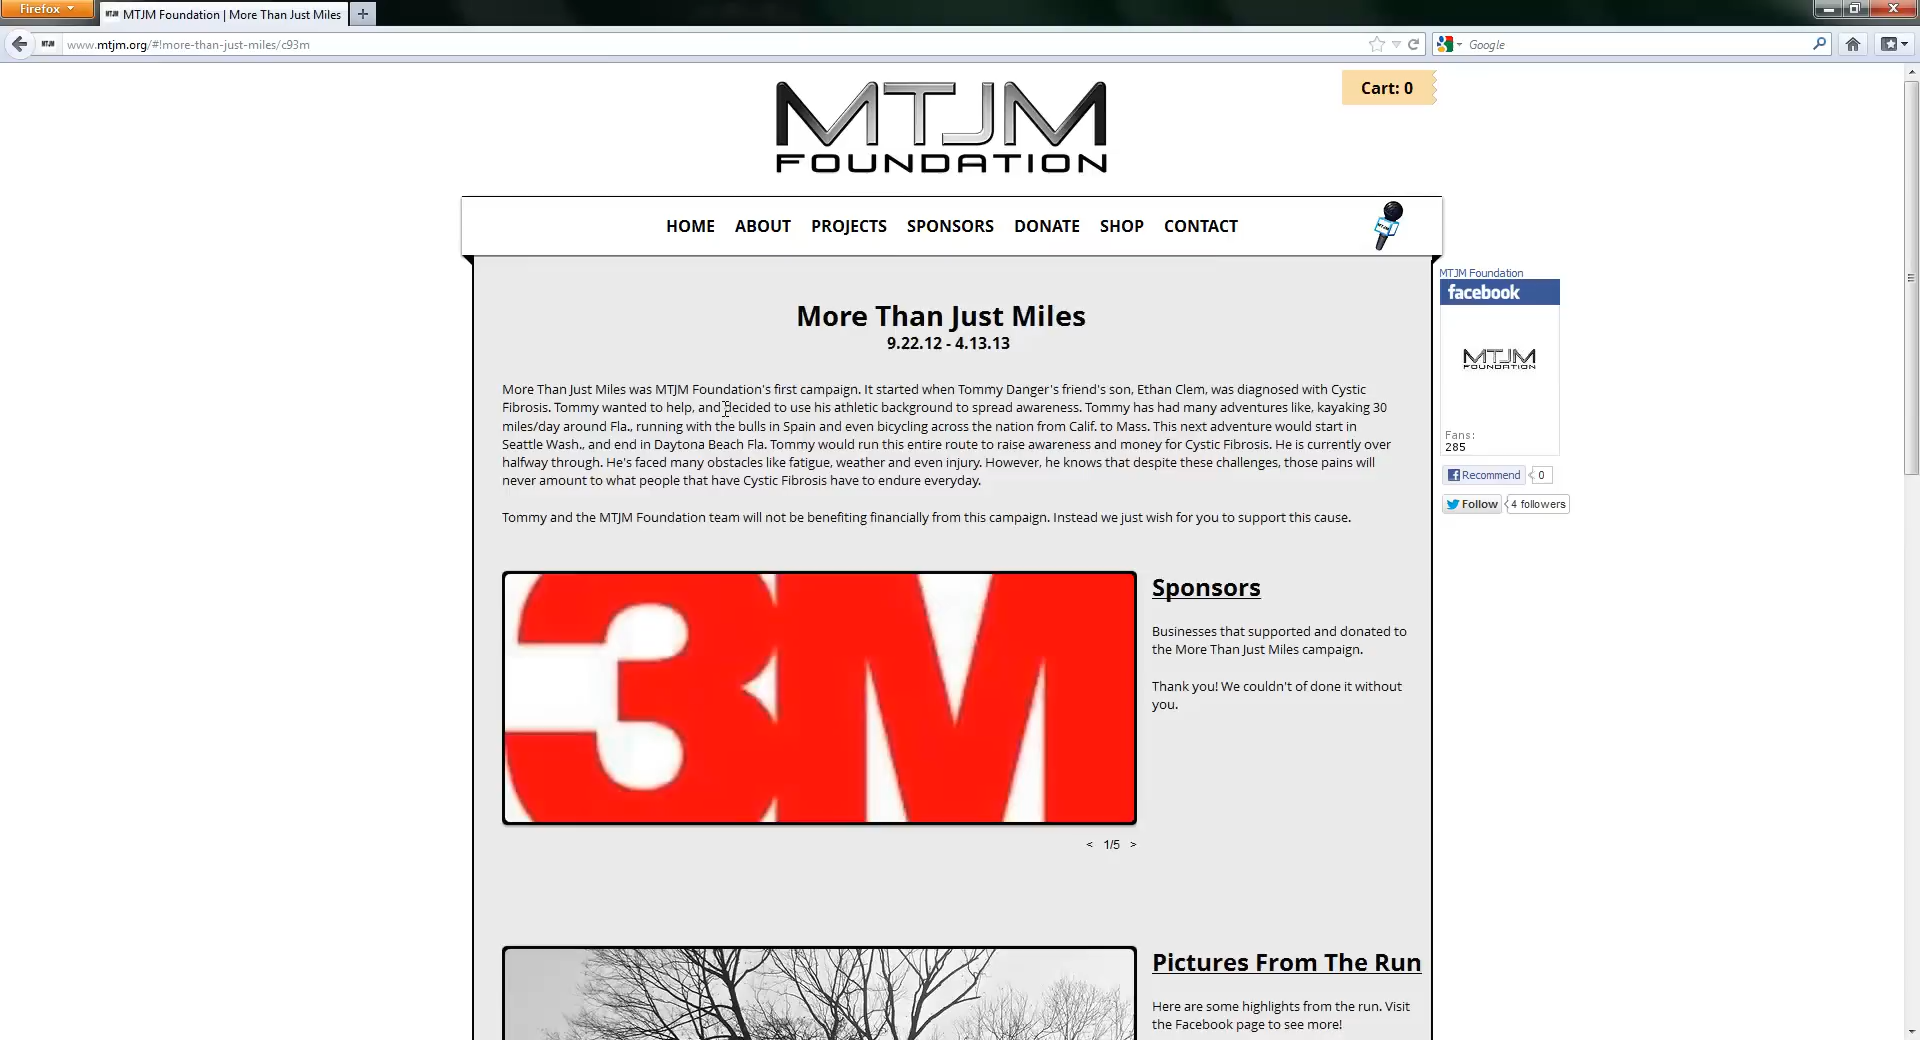 Firefox
MTJM Foundation | More Than Just Miles
www.mtjm.org/#!more-than-just-miles/c93m
Google
MTJM
FOUNDATION
Cart: 0
HOME ABOUT PROJECTS SPONSORS DONATE SHOP CONTACT
MTJM Foundation
facebook
MTJM
FOUNDATION
Fans:
285
Recommend 0
Follow 4 followers
More Than Just Miles
9.22.12 - 4.13.13
More Than Just Miles was MTJM Foundation's first campaign. It started when Tommy Danger's friend's son, Ethan Clem, was diagnosed with Cystic
Fibrosis. Tommy wanted to help, and decided to use his athletic background to spread awareness. Tommy has had many adventures like, kayaking 30
miles/day around Fla., running with the bulls in Spain and even bicycling across the nation from Calif. to Mass. This next adventure would start in
Seattle Wash., and end in Daytona Beach Fla. Tommy would run this entire route to raise awareness and money for Cystic Fibrosis. He is currently over
halfway through. He's faced many obstacles like fatigue, weather and even injury. However, he knows that despite these challenges, those pains will
never amount to what people that have Cystic Fibrosis have to endure everyday.
Tommy and the MTJM Foundation team will not be benefiting financially from this campaign. Instead we just wish for you to support this cause.
3M
< 1/5 >
Sponsors
Businesses that supported and donated to
the More Than Just Miles campaign.
Thank you! We couldn't of done it without
you.
Pictures From The Run
Here are some highlights from the run. Visit
the Facebook page to see more!